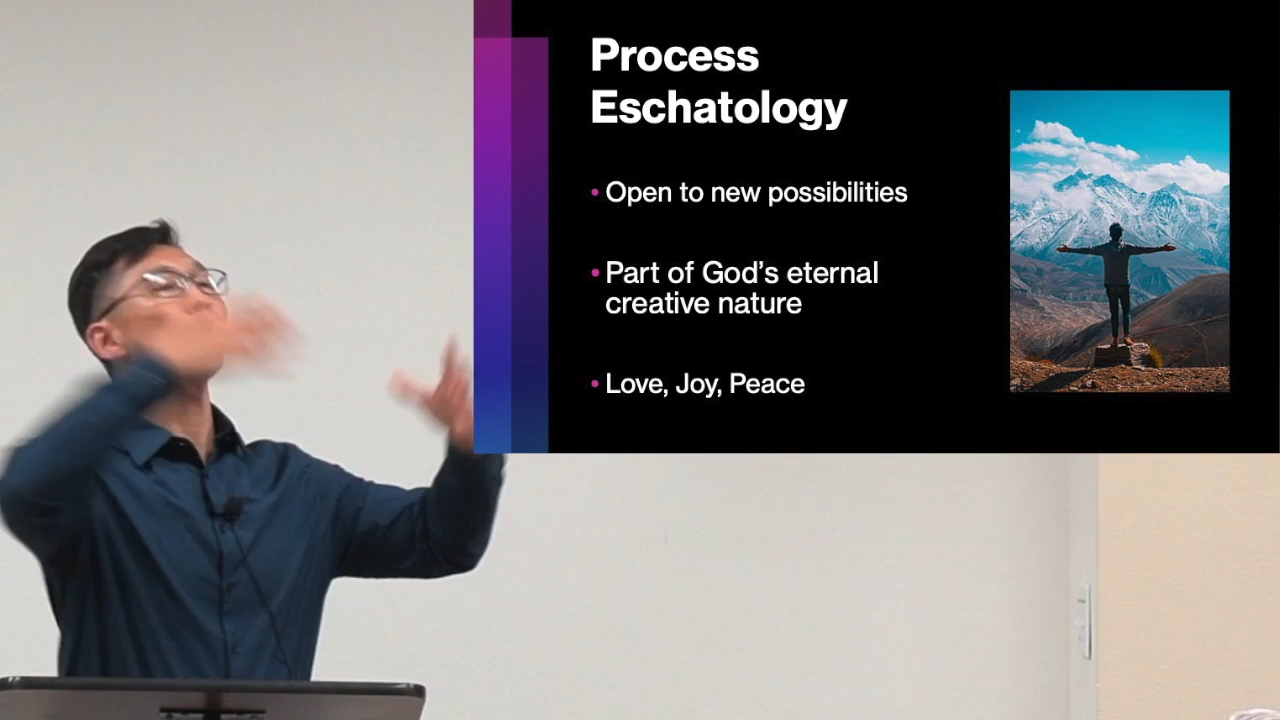 Process
Eschatology
• Open to new possibilities
• Part of God’s eternal
creative nature
• Love, Joy, Peace